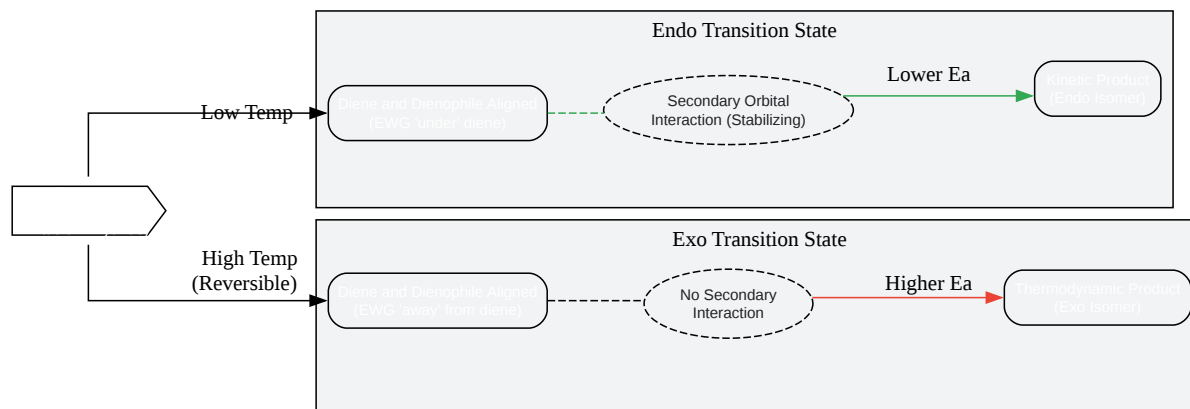 Endo Transition State
Low Temp
Diene and Dienophile Aligned
(EWG 'under' diene)
Secondary Orbital
Interaction (Stabilizing)
Lower Ea
Kinetic Product
(Endo Isomer)
Exo Transition State
High Temp
(Reversible)
Diene and Dienophile Aligned
(EWG 'away' from diene)
No Secondary
Interaction
Higher Ea
Thermodynamic Product
(Exo Isomer)